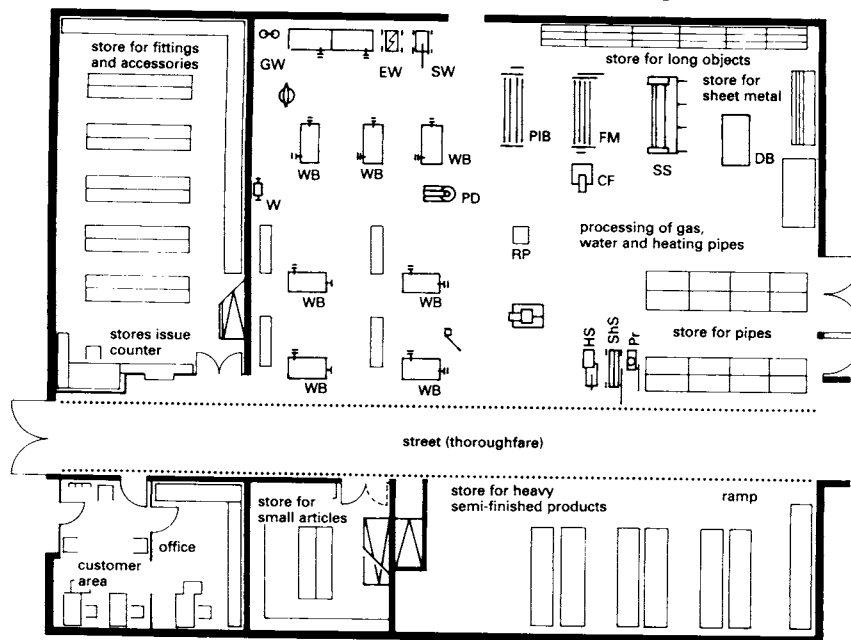 store for fittings
and accessories
GW
EW
SW
store for long objects
store for
sheet metal
WB
WB
WB
PIB
FM
SS
DB
CF
W
PD
processing of gas,
water and heating pipes
RP
WB
WB
stores issue
counter
HS
ShS
Pr
store for pipes
WB
WB
street (thoroughfare)
store for
small articles
store for heavy
semi-finished products
ramp
office
customer
area